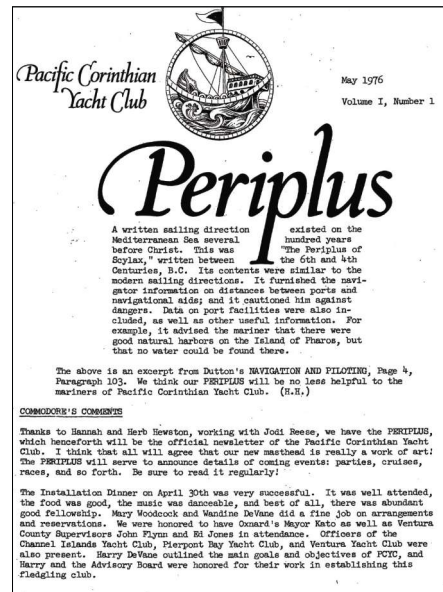 Pacific Corinthian
Yacht Club
May 1976
Volume I, Number 1
Periplus
A written sailing direction existed on the
Mediterranean Sea several hundred years
before Christ. This was "The Periplus of
Scylax," written between the 6th and 4th
Centuries, B.C. Its contents were similar to the
modern sailing directions. It furnished the navi-
gator information on distances between ports and
navigational aids; and it cautioned him against
dangers. Data on port facilities were also in-
cluded, as well as other useful information. For
example, it advised the mariner that there were
good natural harbors on the Island of Pharos, but
that no water could be found there.
The above is an excerpt from Dutton's NAVIGATION AND PILOTING, Page 4,
Paragraph 103. We think our PERIPLUS will be no less helpful to the
mariners of Pacific Corinthian Yacht Club. (H.H.)
COMMODORE'S COMMENTS
Thanks to Hannah and Herb Hewston, working with Jodi Reese, we have the PERIPLUS,
which henceforth will be the official newsletter of the Pacific Corinthian Yacht
Club. I think that all will agree that our new masthead is really a work of art!
The PERIPLUS will serve to announce details of coming events: parties, cruises,
races, and so forth. Be sure to read it regularly!
The Installation Dinner on April 30th was very successful. It was well attended,
the food was good, the music was danceable, and best of all, there was abundant
good fellowship. Mary Woodcock and Wandine DeVane did a fine job on arrangements
and reservations. We were honored to have Oxnard's Mayor Kato as well as Ventura
County Supervisors John Flynn and Ed Jones in attendance. Officers of the
Channel Islands Yacht Club, Pierpont Bay Yacht Club, and Ventura Yacht Club were
also present. Harry DeVane outlined the main goals and objectives of PCYC, and
Harry and the Advisory Board were honored for their work in establishing this
fledgling club.